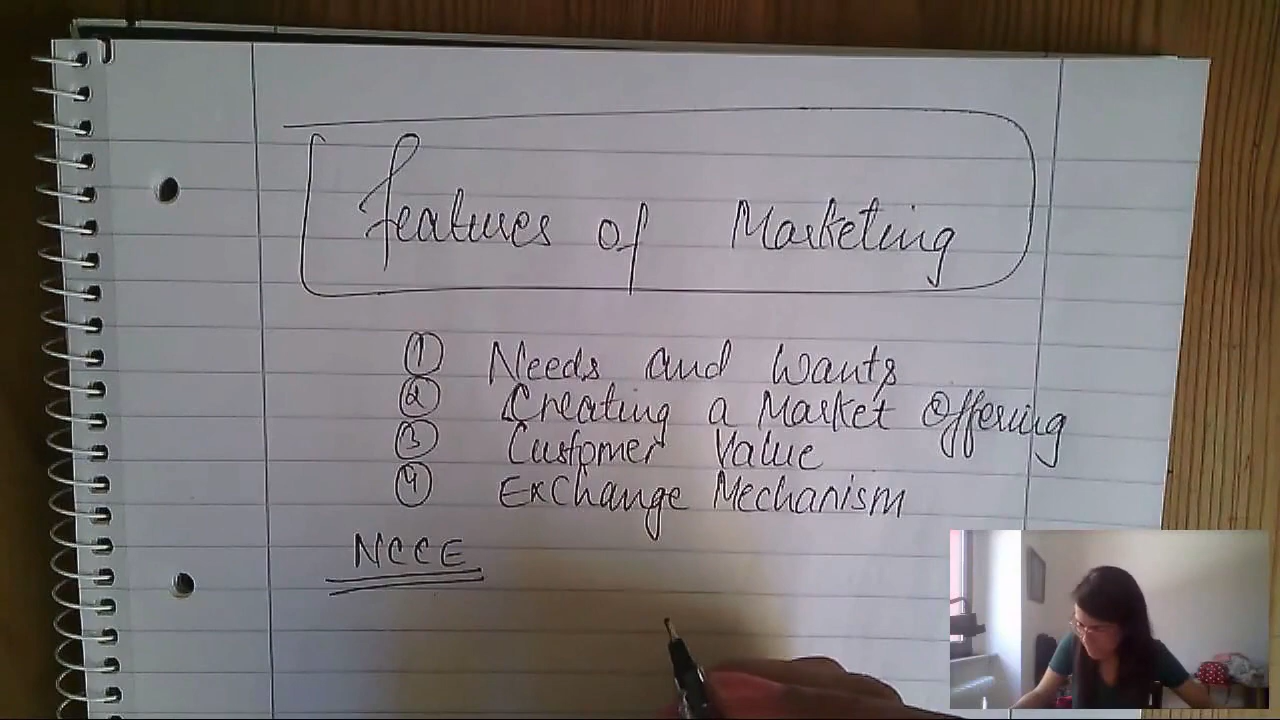 Features of Marketing
1 Needs and Wants
2 Creating a Market Offering
3 Customer Value
4 Exchange Mechanism
NCCE